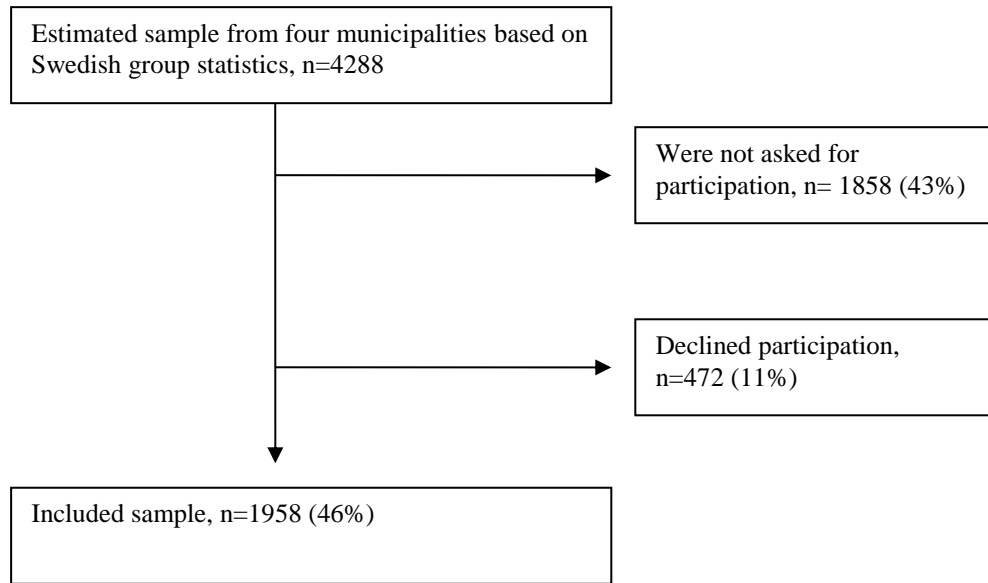 Estimated sample from four municipalities based on
Swedish group statistics, n=4288
Were not asked for
participation, n= 1858 (43%)
Declined participation,
n=472 (11%)
Included sample, n=1958 (46%)